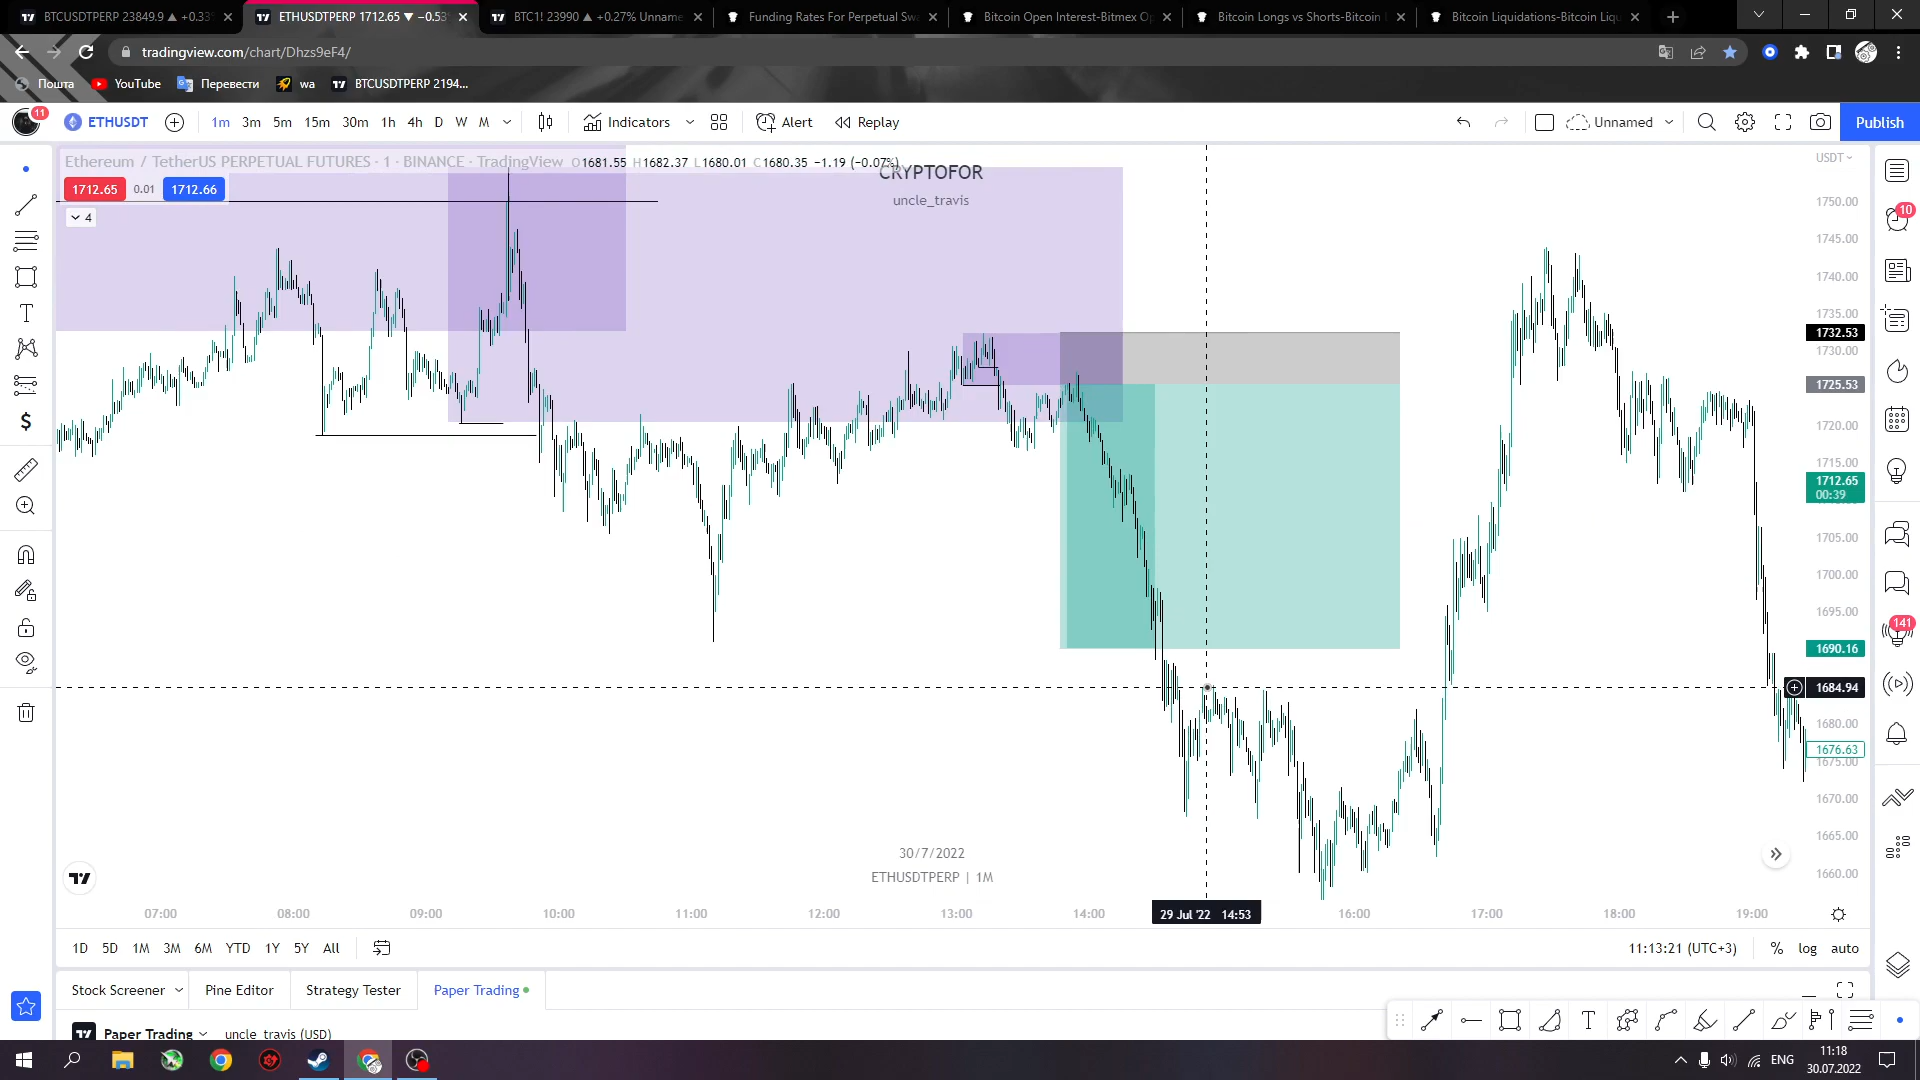 BTCUSDTPERP 23849.9 ▲ +0.33
ETHUSDTPERP 1712.65 ▼ −0.53
BTC1! 23990 ▲ +0.27% Unname
Funding Rates For Perpetual Sw
Bitcoin Open Interest-Bitmex Op
Bitcoin Longs vs Shorts-Bitcoin
Bitcoin Liquidations-Bitcoin Liq
tradingview.com/chart/Dhzs9eF4/
Пошта
YouTube
Перевести
wa
BTCUSDTPERP 2194...
11
ETHUSDT
1m 3m 5m 15m 30m 1h 4h D W M
Indicators
Alert
Replay
Unnamed
Publish
Ethereum / TetherUS PERPETUAL FUTURES · 1 · BINANCE · TradingView O1681.55 H1682.37 L1680.01 C1680.35 −1.19 (−0.07%)
USDT
CRYPTOFOR
1712.65 0.01 1712.66
uncle_travis
4
1750.00
10
1745.00
1740.00
1735.00
1732.53
1730.00
1725.53
1720.00
1715.00
1712.65
00:39
1705.00
1700.00
1695.00
141
1690.16
1684.94
1680.00
1676.63
1675.00
1670.00
1665.00
1660.00
30/7/2022
ETHUSDTPERP | 1M
07:00 08:00 09:00 10:00 11:00 12:00 13:00 14:00 29 Jul '22 14:53 16:00 17:00 18:00 19:00
1D 5D 1M 3M 6M YTD 1Y 5Y All
11:13:21 (UTC+3) % log auto
Stock Screener
Pine Editor
Strategy Tester
Paper Trading
Paper Trading
uncle_travis (USD)
ENG
11:18
30.07.2022